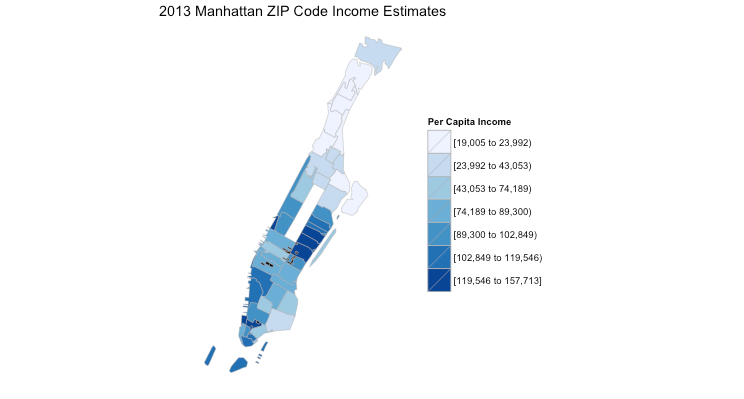 2013 Manhattan ZIP Code Income Estimates
Per Capita Income
[19,005 to 23,992)
[23,992 to 43,053)
[43,053 to 74,189)
[74,189 to 89,300)
[89,300 to 102,849)
[102,849 to 119,546)
[119,546 to 157,713]